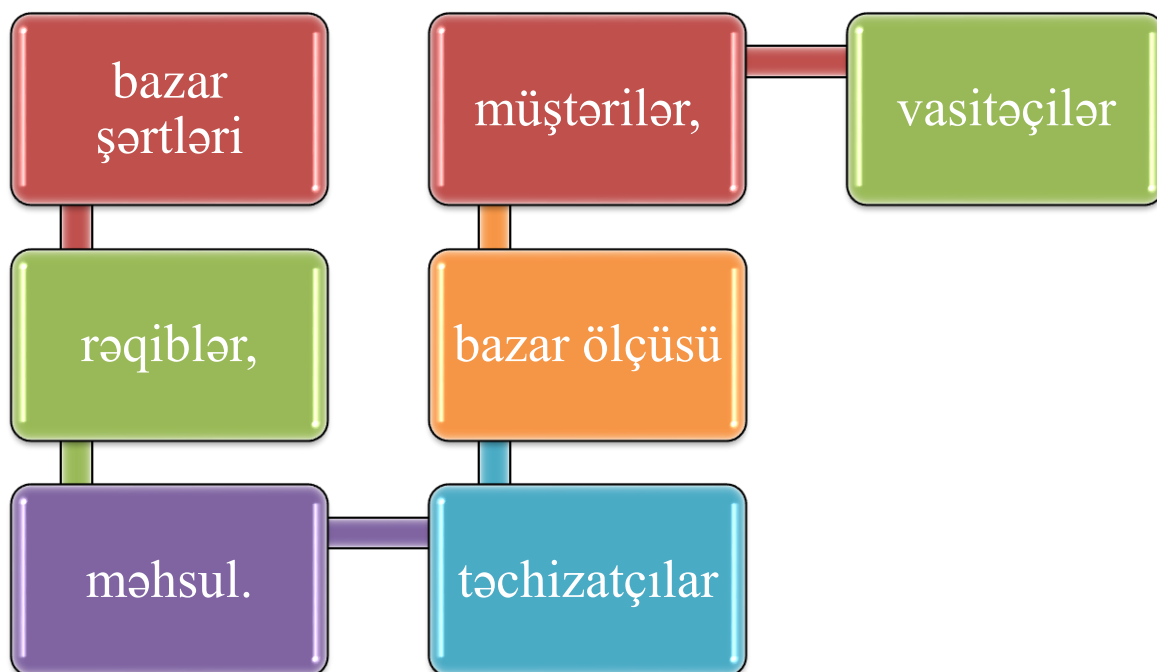 bazar
şərtləri
rəqiblər,
məhsul.
təchizatçılar
bazar ölçüsü
müştərilər,
vasitəçilər